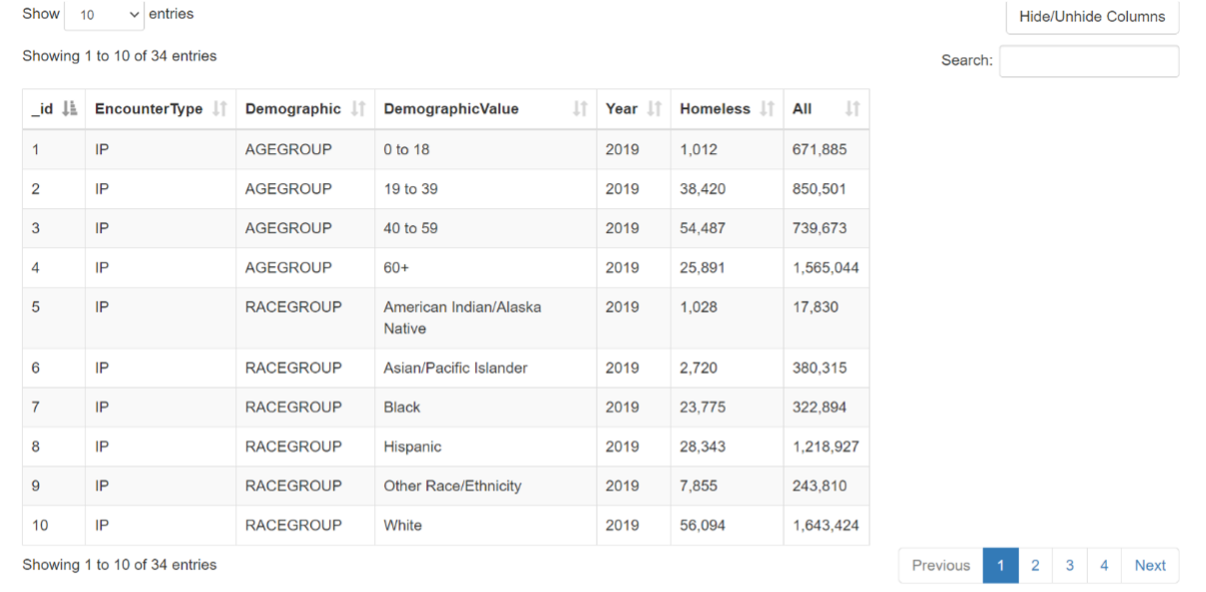 Show 10 entries Hide/Unhide Columns
Showing 1 to 10 of 34 entries Search:
_id EncounterType Demographic DemographicValue Year Homeless All
1 IP AGEGROUP 0 to 18 2019 1,012 671,885
2 IP AGEGROUP 19 to 39 2019 38,420 850,501
3 IP AGEGROUP 40 to 59 2019 54,487 739,673
4 IP AGEGROUP 60+ 2019 25,891 1,565,044
5 IP RACEGROUP American Indian/Alaska 2019 1,028 17,830
Native
6 IP RACEGROUP Asian/Pacific Islander 2019 2,720 380,315
7 IP RACEGROUP Black 2019 23,775 322,894
8 IP RACEGROUP Hispanic 2019 28,343 1,218,927
9 IP RACEGROUP Other Race/Ethnicity 2019 7,855 243,810
10 IP RACEGROUP White 2019 56,094 1,643,424
Showing 1 to 10 of 34 entries Previous 1 2 3 4 Next